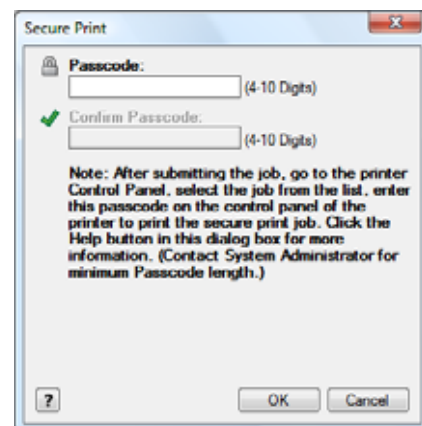 Secure Print
Passcode:
(4-10 Digits)
Confirm Passcode:
(4-10 Digits)
Note: After submitting the job, go to the printer
Control Panel, select the job from the list, enter
this passcode on the control panel of the
printer to print the secure print job. Click the
Help button in this dialog box for more
information. (Contact System Administrator for
minimum Passcode length.)
? OK Cancel